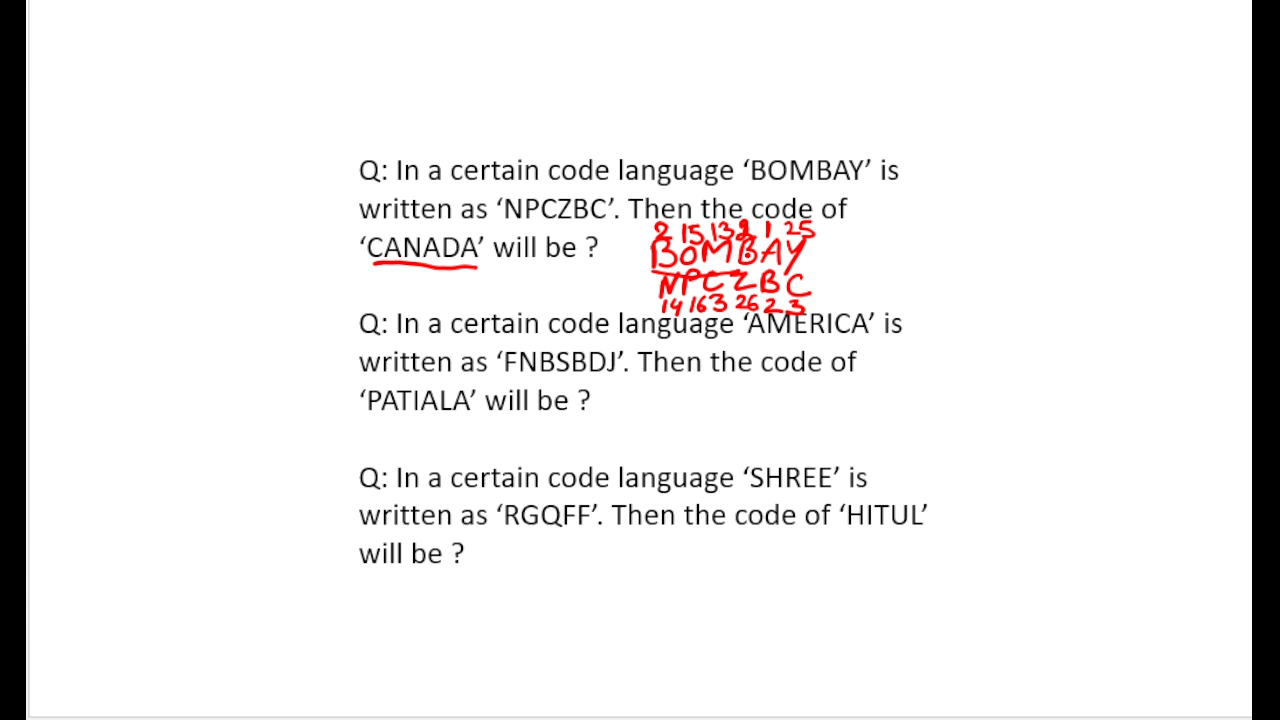 Q: In a certain code language ‘BOMBAY’ is
written as ‘NPCZBC’. Then the code of
‘CANADA’ will be ?
2 15 13 2 1 25
BOMBAY
NPCZBC
14 16 3 26 2 3
Q: In a certain code language ‘AMERICA’ is
written as ‘FNBSBDJ’. Then the code of
‘PATIALA’ will be ?
Q: In a certain code language ‘SHREE’ is
written as ‘RGQFF’. Then the code of ‘HITUL’
will be ?